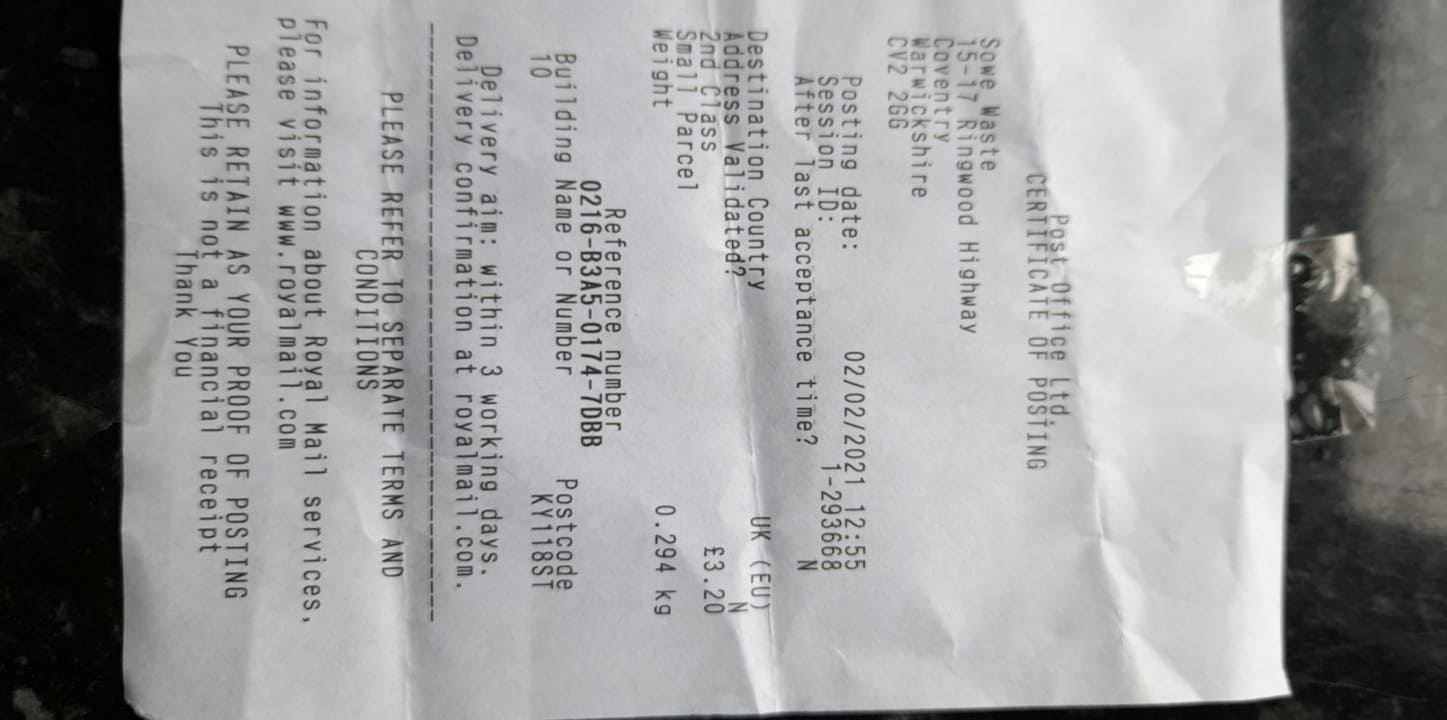 Post Office Ltd.
CERTIFICATE OF POSTING
Sowe Waste
15-17 Ringwood Highway
Coventry
Warwickshire
CV2 2GG
Posting date: 02/02/2021 12:55
Session ID: 1-293668
After last acceptance time? N
Destination Country UK (EU)
Address Validated? N
2nd Class £3.20
Small Parcel
Weight 0.294 kg
Reference number
0216-B3A5-0174-7DBB
Building Name or Number Postcode
10 KY118ST
Delivery aim: within 3 working days.
Delivery confirmation at royalmail.com.
PLEASE REFER TO SEPARATE TERMS AND
CONDITIONS
For information about Royal Mail services,
please visit www.royalmail.com
PLEASE RETAIN AS YOUR PROOF OF POSTING
This is not a financial receipt
Thank You